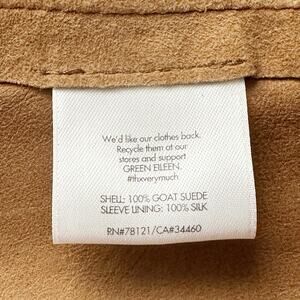 We'd like our clothes back.
Recycle them at our
stores and support
GREEN EILEEN.
#thxverymuch
SHELL: 100% GOAT SUEDE
SLEEVE LINING: 100% SILK
RN#78121/CA#34460